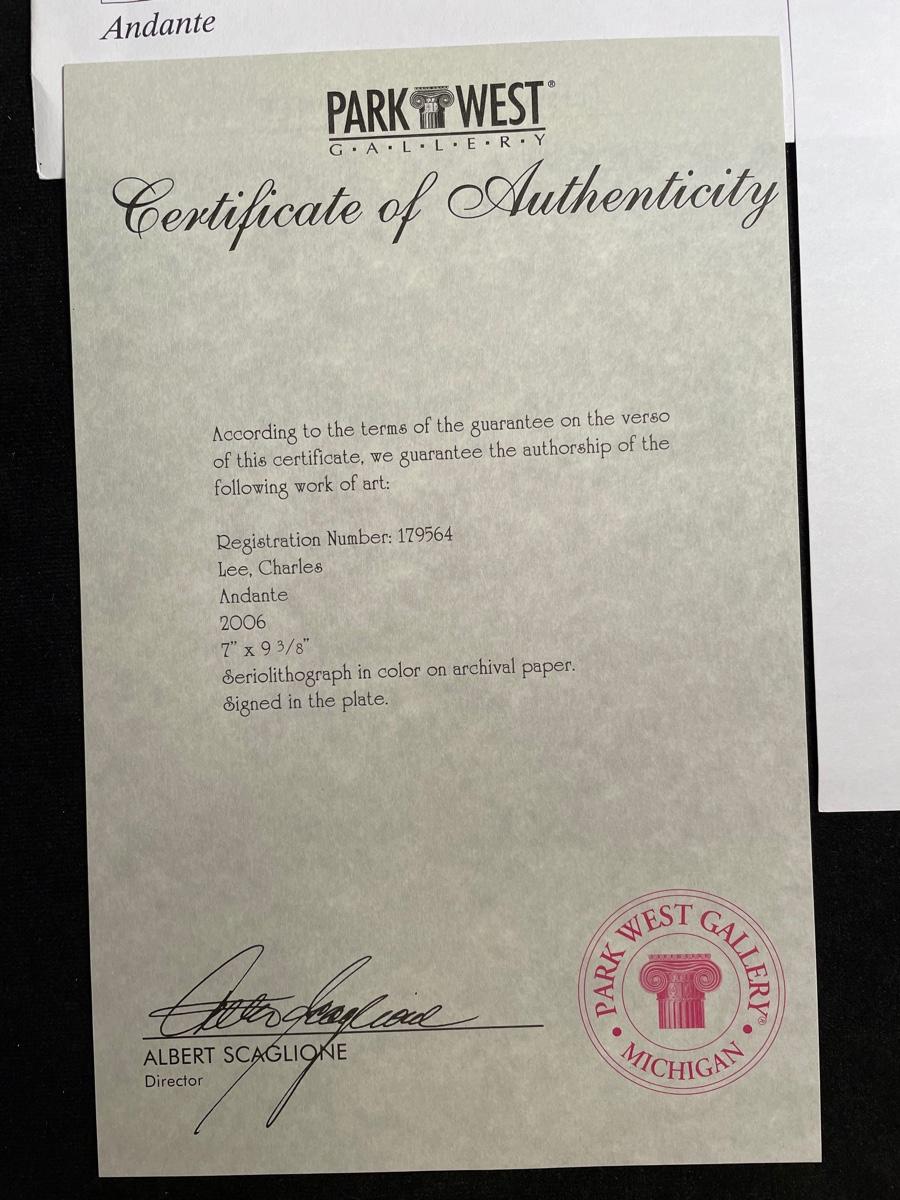 Andante
PARK WEST®
G·A·L·L·E·R·Y
Certificate of Authenticity
According to the terms of the guarantee on the verso
of this certificate, we guarantee the authorship of the
following work of art:
Registration Number: 179564
Lee, Charles
Andante
2006
7" x 9 3/8"
Seriolithograph in color on archival paper.
Signed in the plate.
Albert Scaglione
ALBERT SCAGLIONE
Director
PARK WEST GALLERY®
• MICHIGAN •